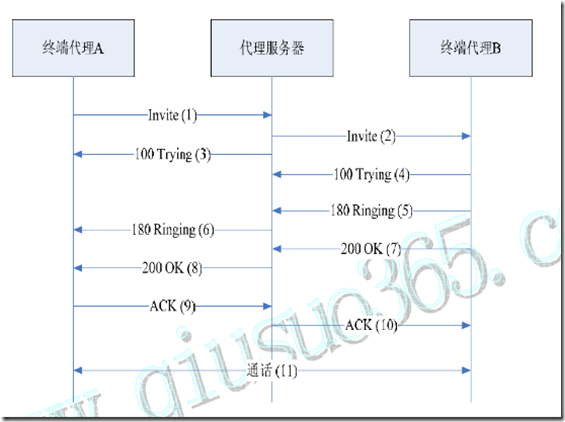 终端代理A
代理服务器
终端代理B
Invite (1)
Invite (2)
100 Trying (3)
100 Trying (4)
180 Ringing (5)
180 Ringing (6)
200 OK (7)
200 OK (8)
ACK (9)
ACK (10)
通话 (11)
www.qiusuo365.c